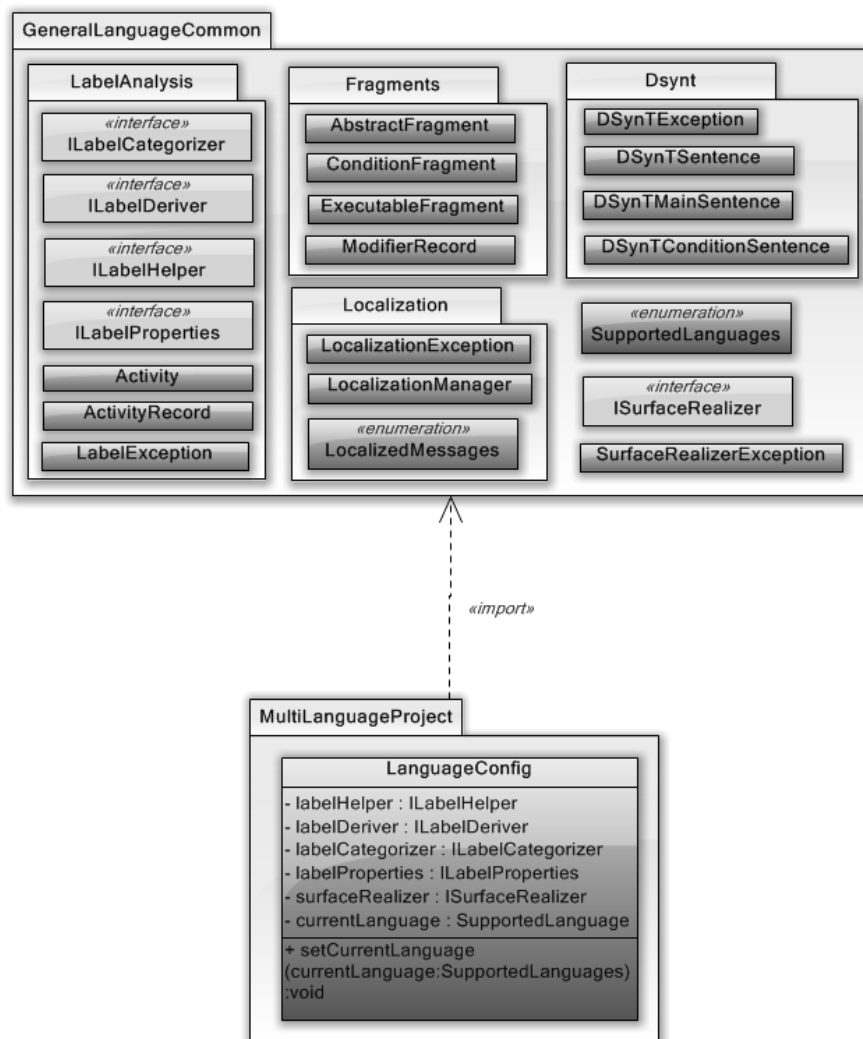 GeneralLanguageCommon
LabelAnalysis
«interface»
ILabelCategorizer
«interface»
ILabelDeriver
«interface»
ILabelHelper
«interface»
ILabelProperties
Activity
ActivityRecord
LabelException
Fragments
AbstractFragment
ConditionFragment
ExecutableFragment
ModifierRecord
Localization
LocalizationException
LocalizationManager
«enumeration»
LocalizedMessages
Dsynt
DSynTException
DSynTSentence
DSynTMainSentence
DSynTConditionSentence
«enumeration»
SupportedLanguages
«interface»
ISurfaceRealizer
SurfaceRealizerException
«import»
MultiLanguageProject
LanguageConfig
- labelHelper : ILabelHelper
- labelDeriver : ILabelDeriver
- labelCategorizer : ILabelCategorizer
- labelProperties : ILabelProperties
- surfaceRealizer : ISurfaceRealizer
- currentLanguage : SupportedLanguage
+ setCurrentLanguage
(currentLanguage:SupportedLanguages)
:void